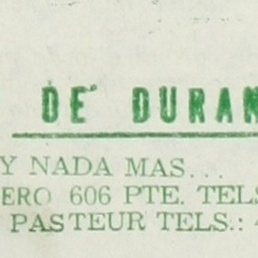 DE DURAN
Y NADA MAS...
ERO 606 PTE. TELS
PASTEUR TELS.: